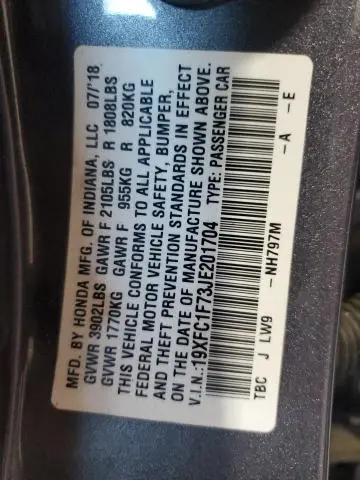 MFD. BY HONDA MFG. OF INDIANA, LLC 07/'18
GVWR 3902LBS GAWR F 2105LBS R 1808LBS
GVWR 1770KG GAWR F 955KG R 820KG
THIS VEHICLE CONFORMS TO ALL APPLICABLE
FEDERAL MOTOR VEHICLE SAFETY, BUMPER,
AND THEFT PREVENTION STANDARDS IN EFFECT
ON THE DATE OF MANUFACTURE SHOWN ABOVE.
V.I.N.:19XFC1F73JE201704 TYPE: PASSENGER CAR
TBC J LW9 -NH797M -A -E